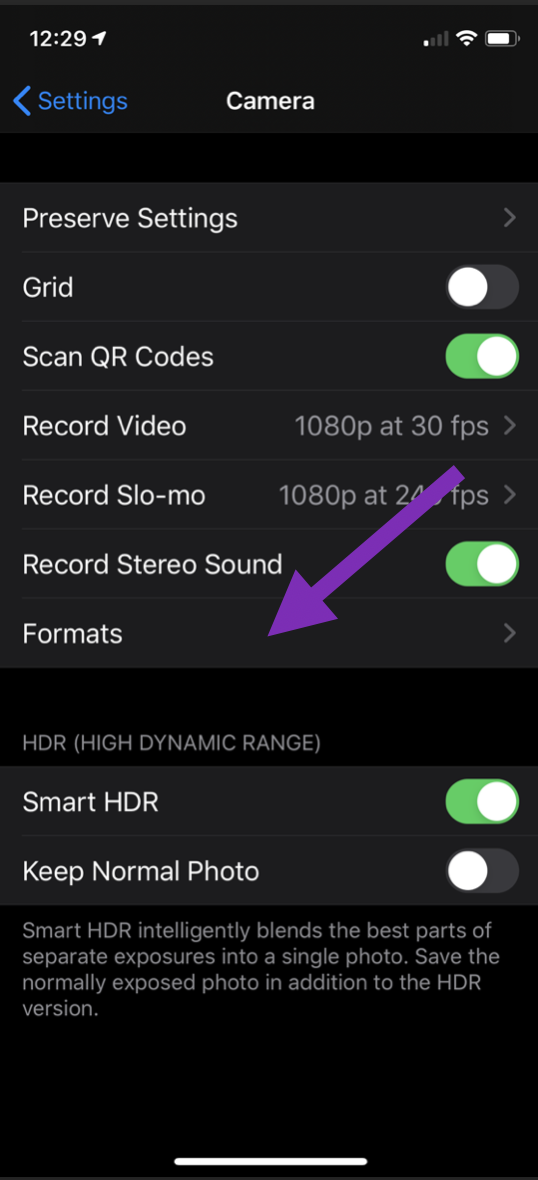 12:29
Settings
Camera
Preserve Settings
Grid
Scan QR Codes
Record Video 1080p at 30 fps
Record Slo-mo 1080p at 240 fps
Record Stereo Sound
Formats
HDR (HIGH DYNAMIC RANGE)
Smart HDR
Keep Normal Photo
Smart HDR intelligently blends the best parts of
separate exposures into a single photo. Save the
normally exposed photo in addition to the HDR
version.